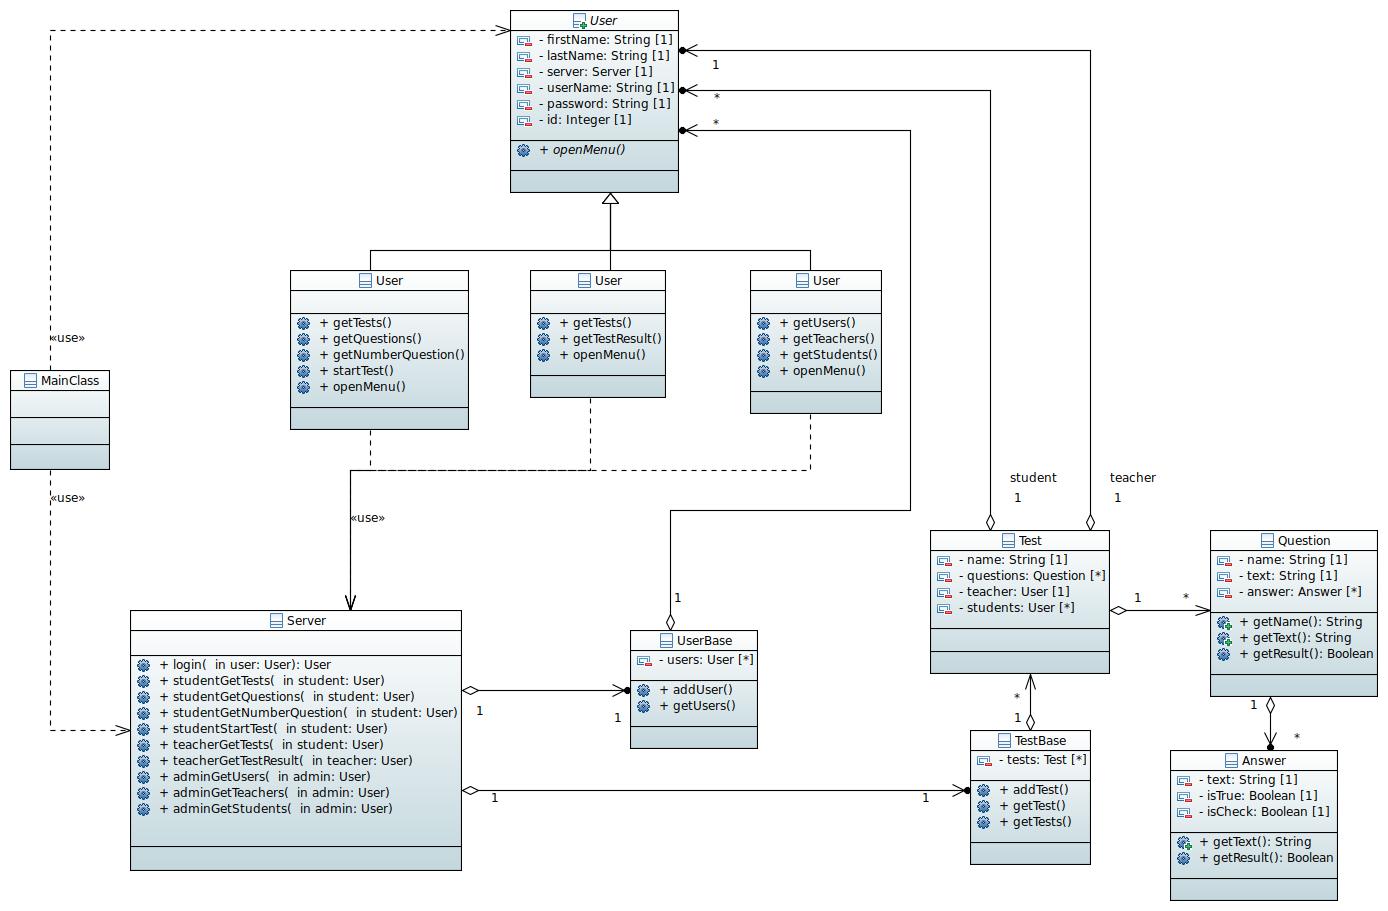 User
- firstName: String [1]
- lastName: String [1]
- server: Server [1]
- userName: String [1]
- password: String [1]
- id: Integer [1]
+ openMenu()
1
*
*
User
+ getTests()
+ getQuestions()
+ getNumberQuestion()
+ startTest()
+ openMenu()
User
+ getTests()
+ getTestResult()
+ openMenu()
User
+ getUsers()
+ getTeachers()
+ getStudents()
+ openMenu()
«use»
MainClass
«use»
«use»
student
1
teacher
1
Test
- name: String [1]
- questions: Question [*]
- teacher: User [1]
- students: User [*]
1
*
Question
- name: String [1]
- text: String [1]
- answer: Answer [*]
+ getName(): String
+ getText(): String
+ getResult(): Boolean
Server
+ login( in user: User): User
+ studentGetTests( in student: User)
+ studentGetQuestions( in student: User)
+ studentGetNumberQuestion( in student: User)
+ studentStartTest( in student: User)
+ teacherGetTests( in student: User)
+ teacherGetTestResult( in teacher: User)
+ adminGetUsers( in admin: User)
+ adminGetTeachers( in admin: User)
+ adminGetStudents( in admin: User)
1
1
1
UserBase
- users: User [*]
+ addUser()
+ getUsers()
1
1
*
1
TestBase
- tests: Test [*]
+ addTest()
+ getTest()
+ getTests()
1
*
Answer
- text: String [1]
- isTrue: Boolean [1]
- isCheck: Boolean [1]
+ getText(): String
+ getResult(): Boolean